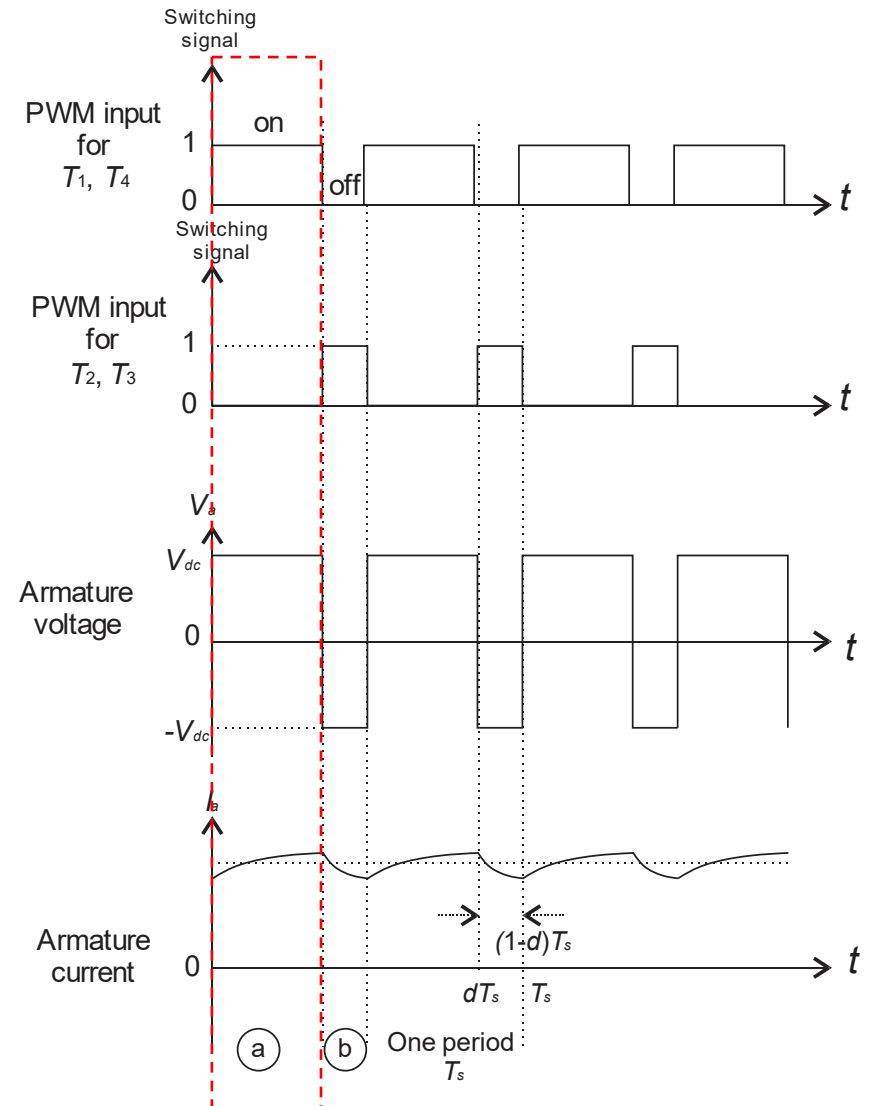 Switching
signal
PWM input
for
T1, T4
1
0
on
off
t
Switching
signal
PWM input
for
T2, T3
1
0
t
Va
Vdc
Armature
voltage
0
-Vdc
t
Ia
Armature
current
0
(1-d)Ts
dTs
Ts
t
a
b
One period
Ts